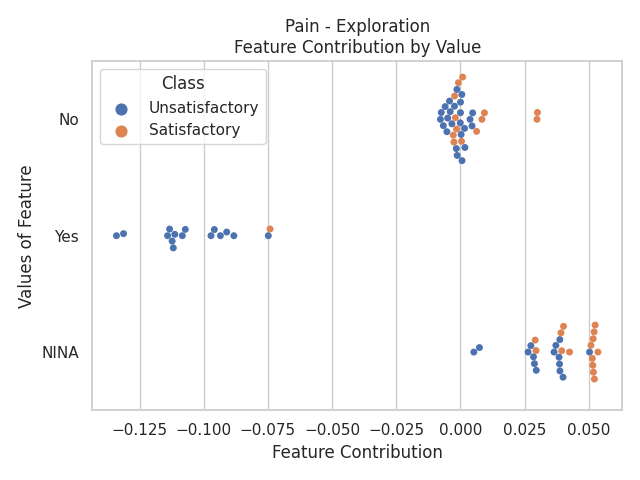 Pain - Exploration
Feature Contribution by Value
Class
Unsatisfactory
Satisfactory
No
Yes
NINA
Values of Feature
−0.125 −0.100 −0.075 −0.050 −0.025 0.000 0.025 0.050
Feature Contribution